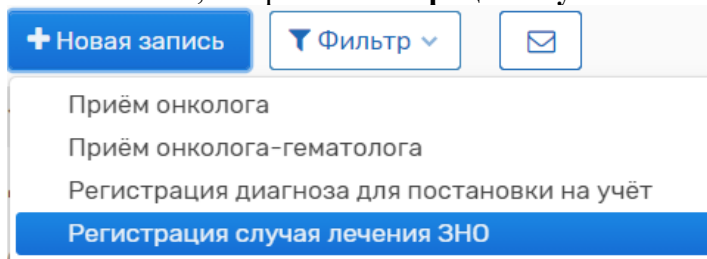 Новая запись Фильтр
Приём онколога
Приём онколога-гематолога
Регистрация диагноза для постановки на учёт
Регистрация случая лечения ЗНО